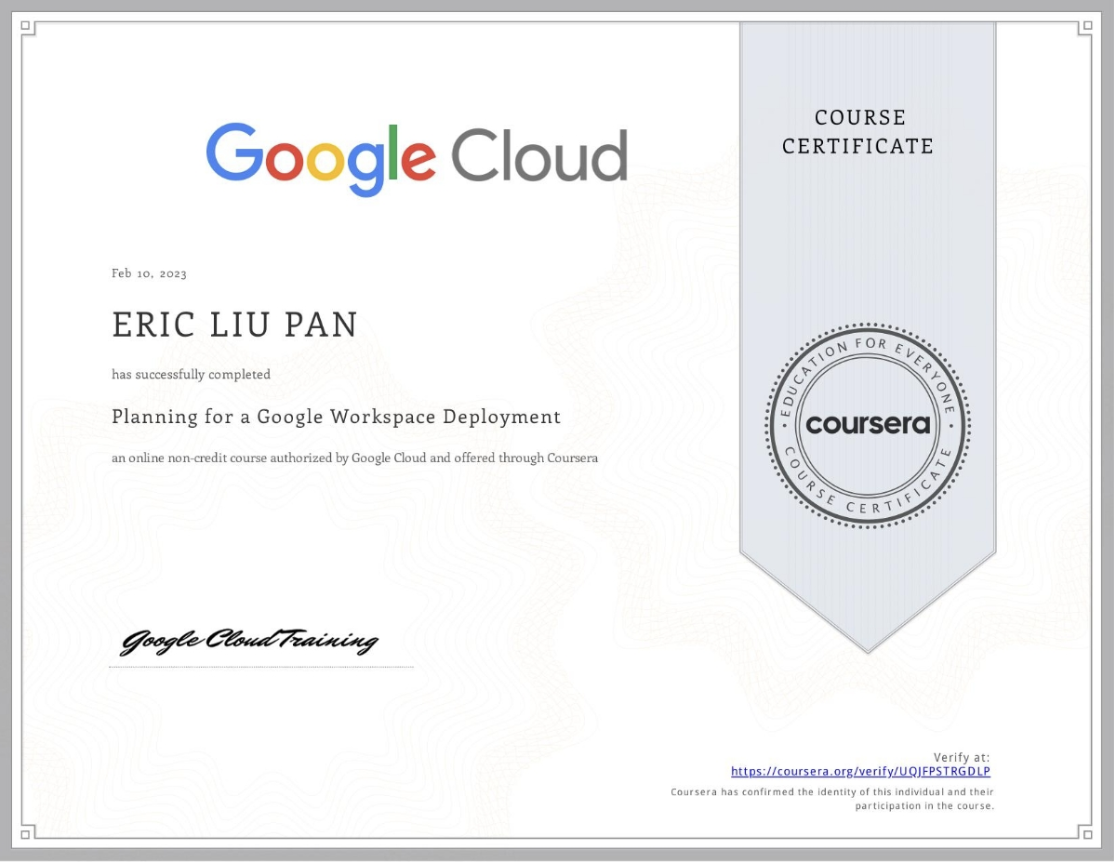 Google Cloud
COURSE
CERTIFICATE
Feb 10, 2023
ERIC LIU PAN
has successfully completed
Planning for a Google Workspace Deployment
an online non-credit course authorized by Google Cloud and offered through Coursera
EDUCATION FOR EVERYONE
coursera
COURSE CERTIFICATE
Google Cloud Training
Verify at:
https://coursera.org/verify/UQJFPSTRGDLP
Coursera has confirmed the identity of this individual and their
participation in the course.